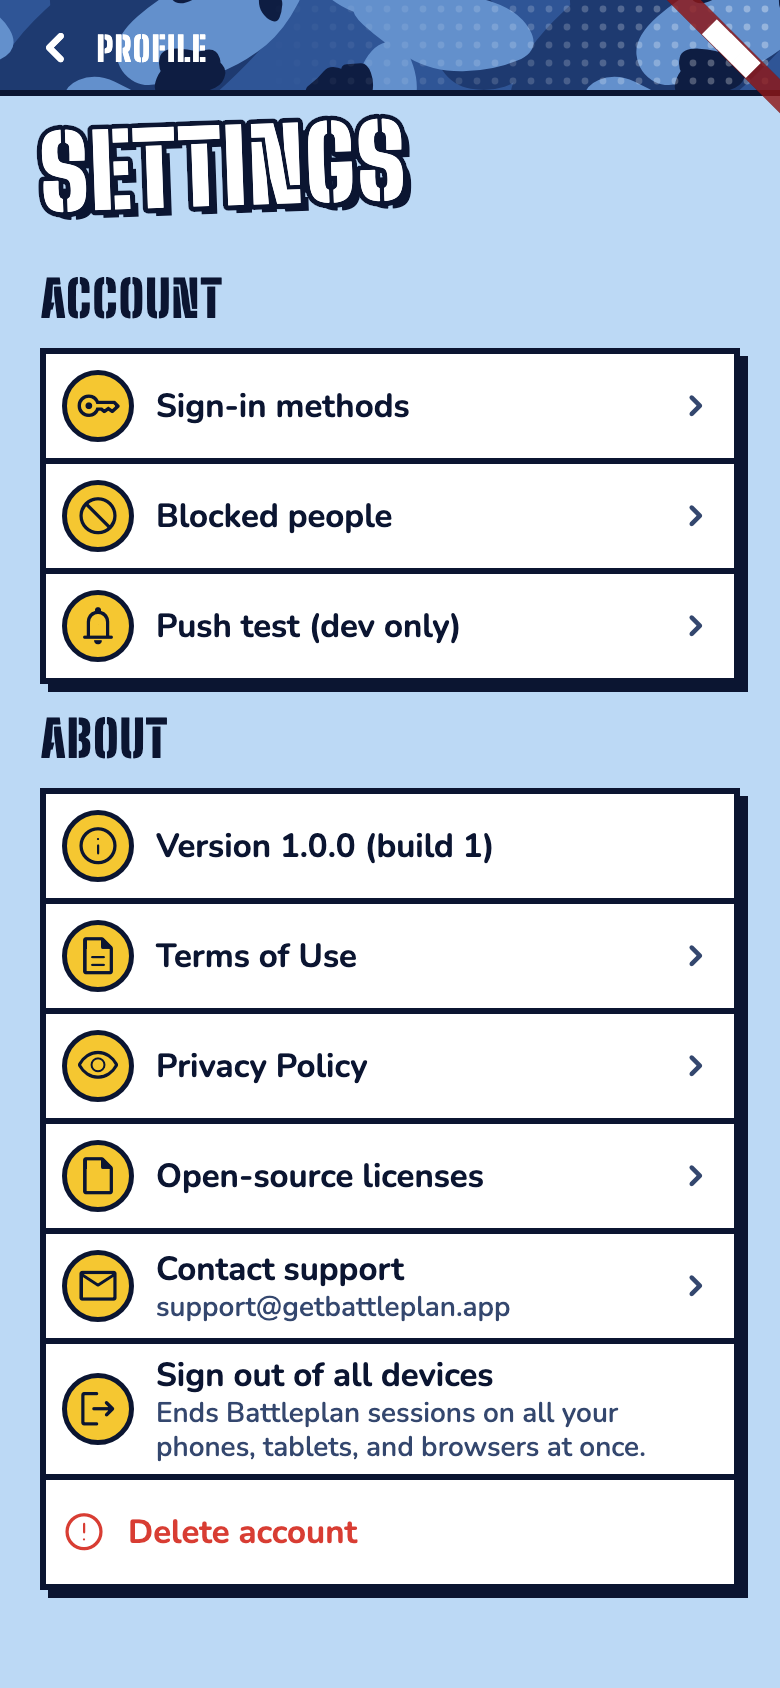 PROFILE
SETTINGS
ACCOUNT
Sign-in methods
Blocked people
Push test (dev only)
ABOUT
Version 1.0.0 (build 1)
Terms of Use
Privacy Policy
Open-source licenses
Contact support
support@getbattleplan.app
Sign out of all devices
Ends Battleplan sessions on all your
phones, tablets, and browsers at once.
Delete account